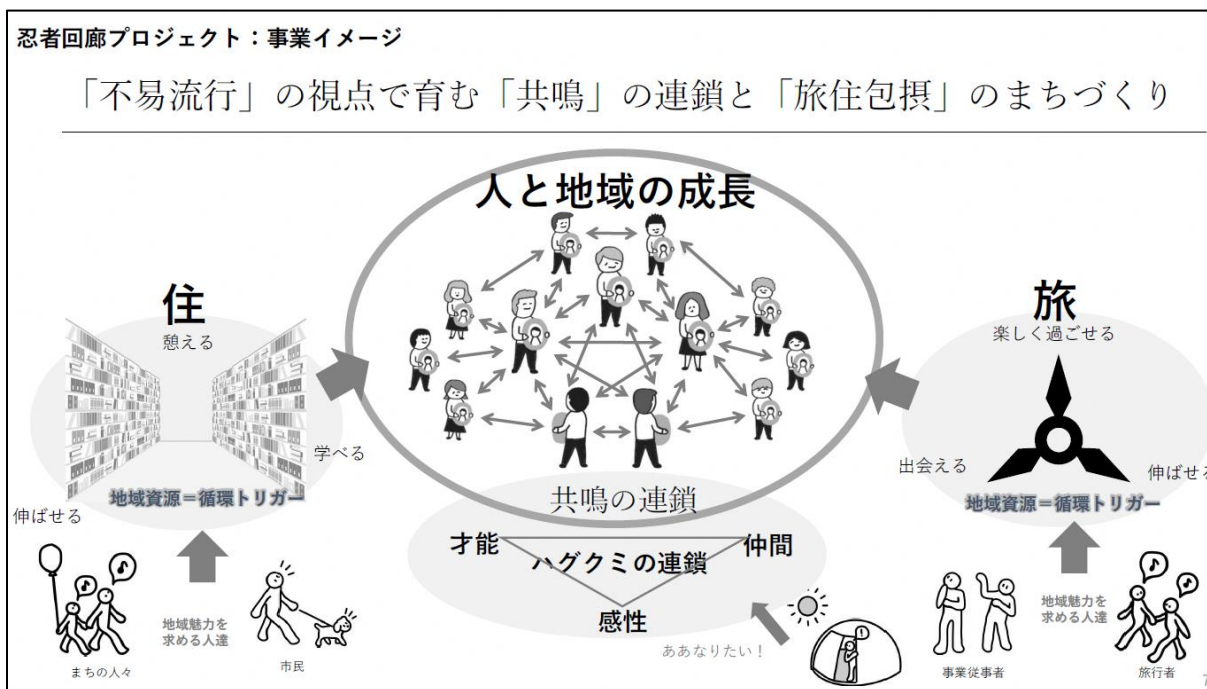 忍者回廊プロジェクト：事業イメージ
「不易流行」の視点で育む「共鳴」の連鎖と「旅住包摂」のまちづくり
人と地域の成長
住
憩える
学べる
地域資源＝循環トリガー
伸ばせる
地域魅力を
求める人達
まちの人々
市民
共鳴の連鎖
才能
仲間
ハグクミの連鎖
感性
ああなりたい！
旅
楽しく過ごせる
出会える
伸ばせる
地域資源＝循環トリガー
地域魅力を
求める人達
事業従事者
旅行者